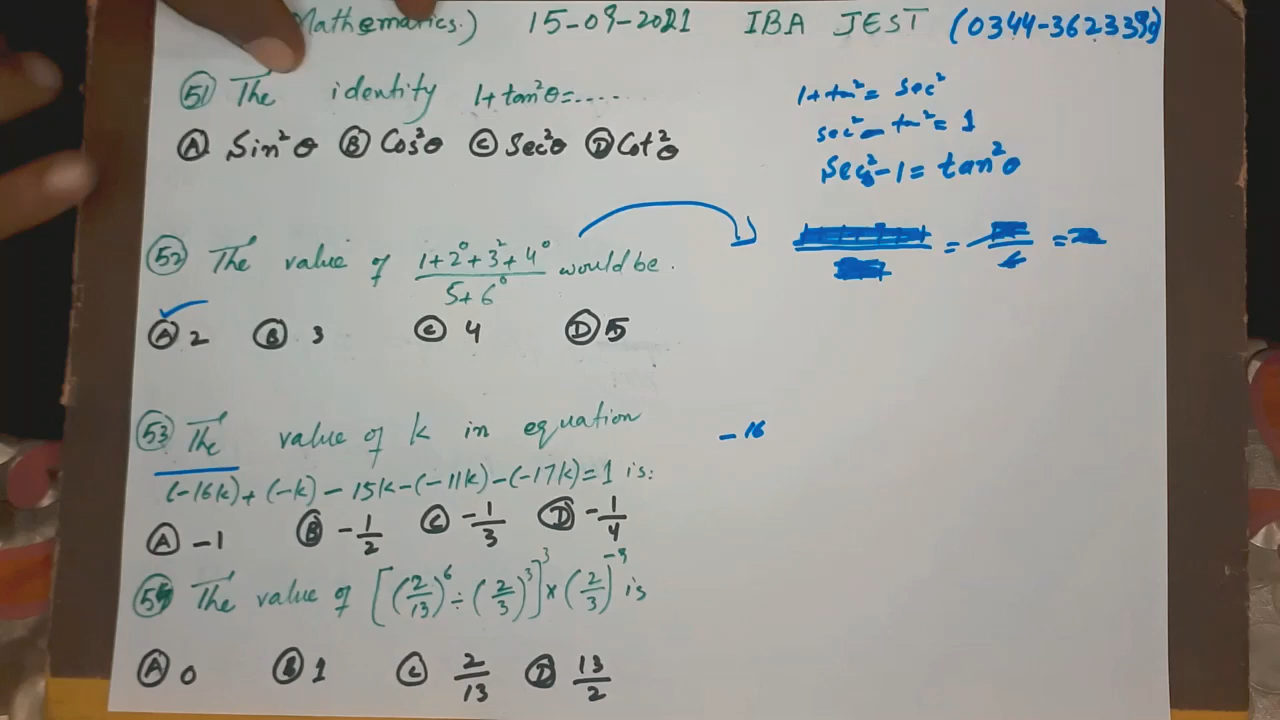 Mathematics.) 15-09-2021 IBA JEST (0344-3623399)
51 The identity 1+tan²θ=.....
A Sin²θ B Cos²θ C Sec²θ D Cot²θ
1+tan² = Sec²
sec² - tan² = 1
Sec²θ-1 = tan²θ
52 The value of (1+2⁰+3²+4⁰)/(5+6⁰) would be.
A 2 B 3 C 4 D 5
53 The value of k in equation
(-16k)+(-k)-15k-(-11k)-(-17k)=1 is:
A -1 B -1/2 C -1/3 D -1/4
-16
54 The value of [(2/13)⁶÷(2/3)³]³×(2/3)⁻⁹ is
A 0 B 1 C 2/13 D 13/2